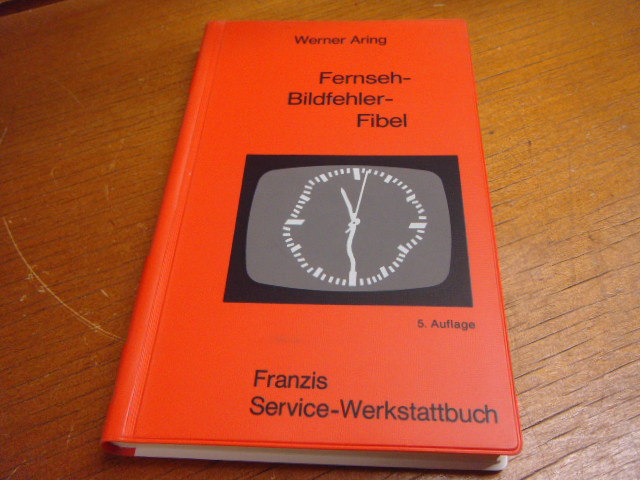 Werner Aring
Fernseh-
Bildfehler-
Fibel
5. Auflage
Franzis
Service-Werkstattbuch